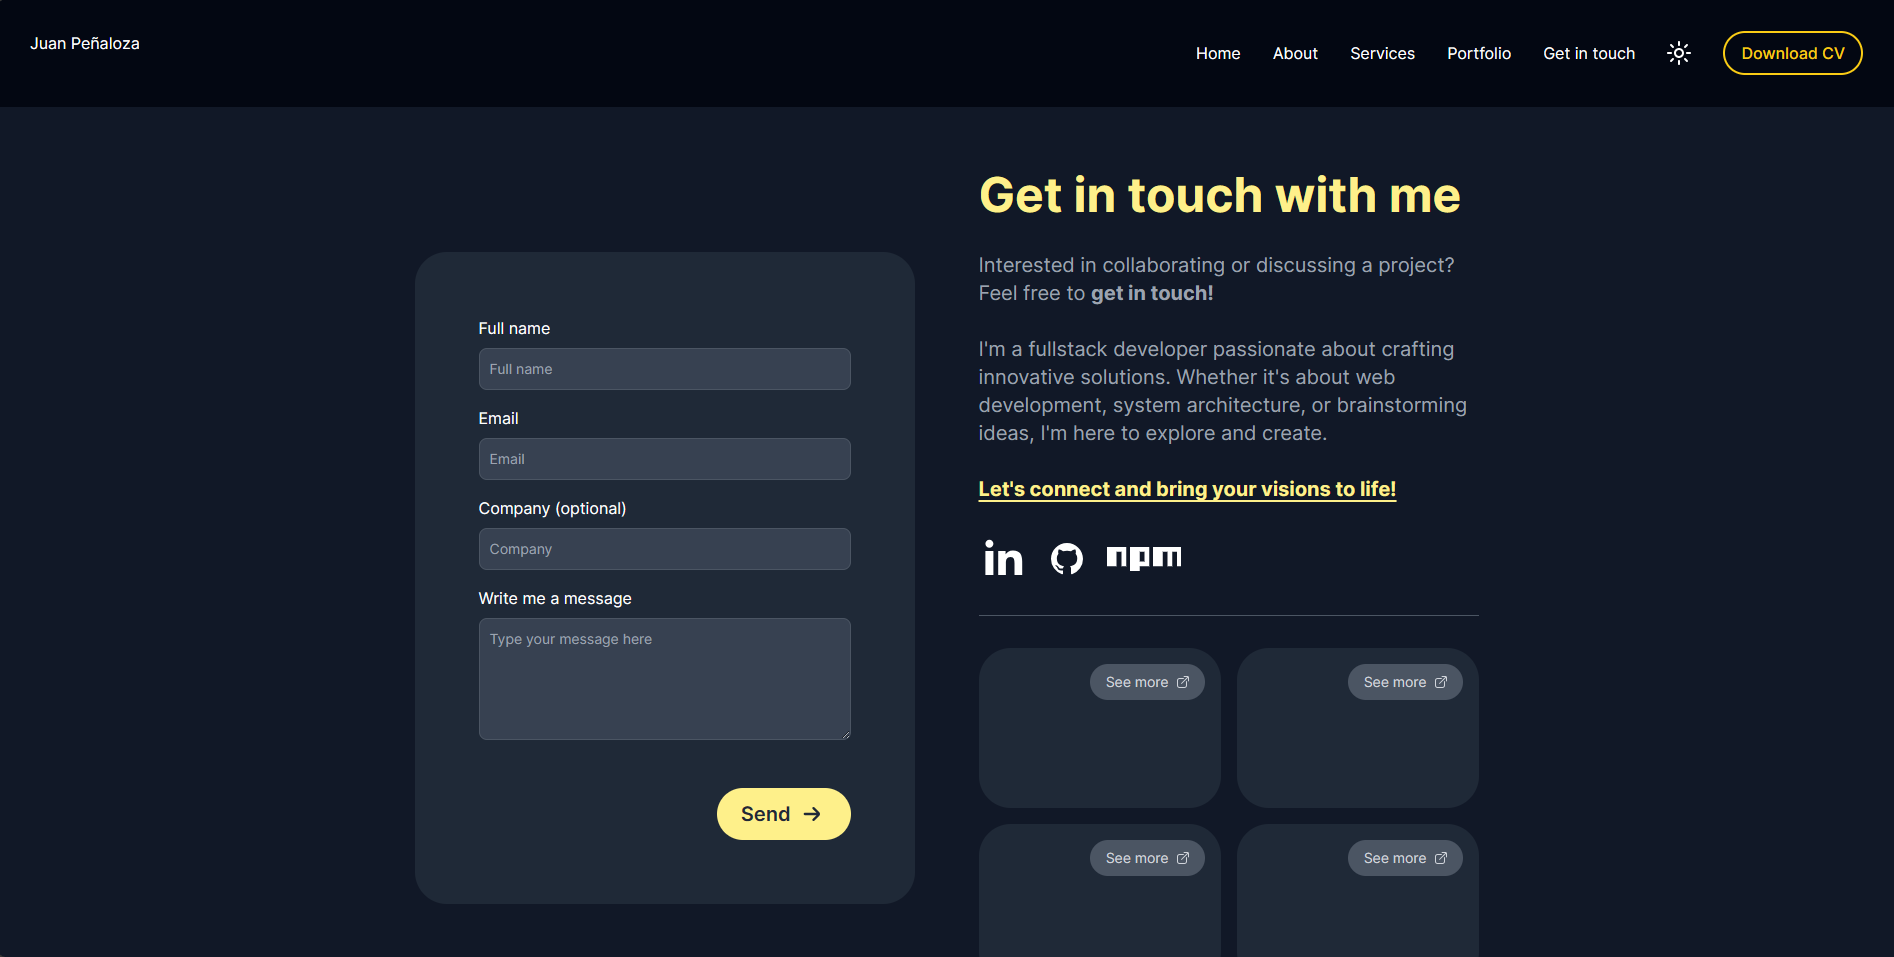 Juan Peñaloza
Home
About
Services
Portfolio
Get in touch
Download CV
Full name
Full name
Email
Email
Company (optional)
Company
Write me a message
Type your message here
Send
Get in touch with me
Interested in collaborating or discussing a project?
Feel free to get in touch!
I'm a fullstack developer passionate about crafting
innovative solutions. Whether it's about web
development, system architecture, or brainstorming
ideas, I'm here to explore and create.
Let's connect and bring your visions to life!
in
npm
See more
See more
See more
See more